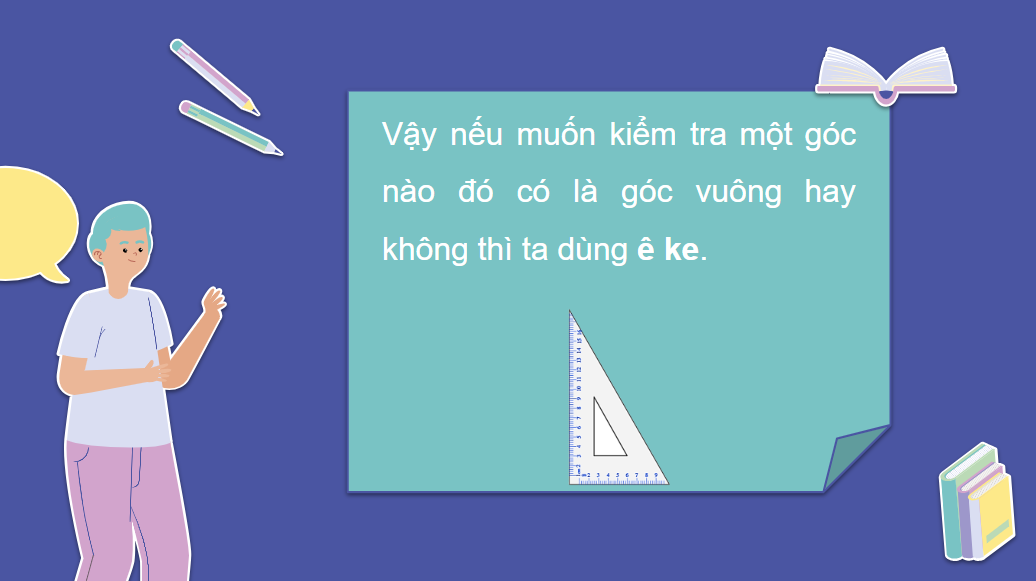 Vậy nếu muốn kiểm tra một góc
nào đó có là góc vuông hay
không thì ta dùng ê ke.